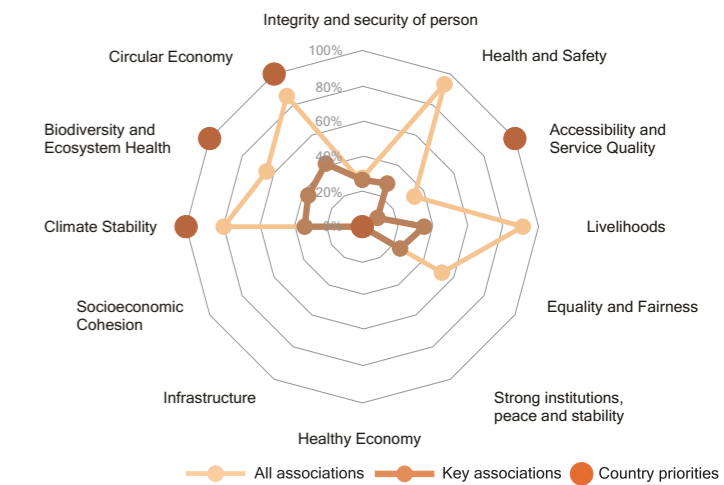 Integrity and security of person
Circular Economy
100%
Health and Safety
80%
60%
Biodiversity and
Ecosystem Health
Accessibility and
Service Quality
40%
20%
Climate Stability
0%
Livelihoods
Socioeconomic
Cohesion
Equality and Fairness
Infrastructure
Strong institutions,
peace and stability
Healthy Economy
All associations
Key associations
Country priorities